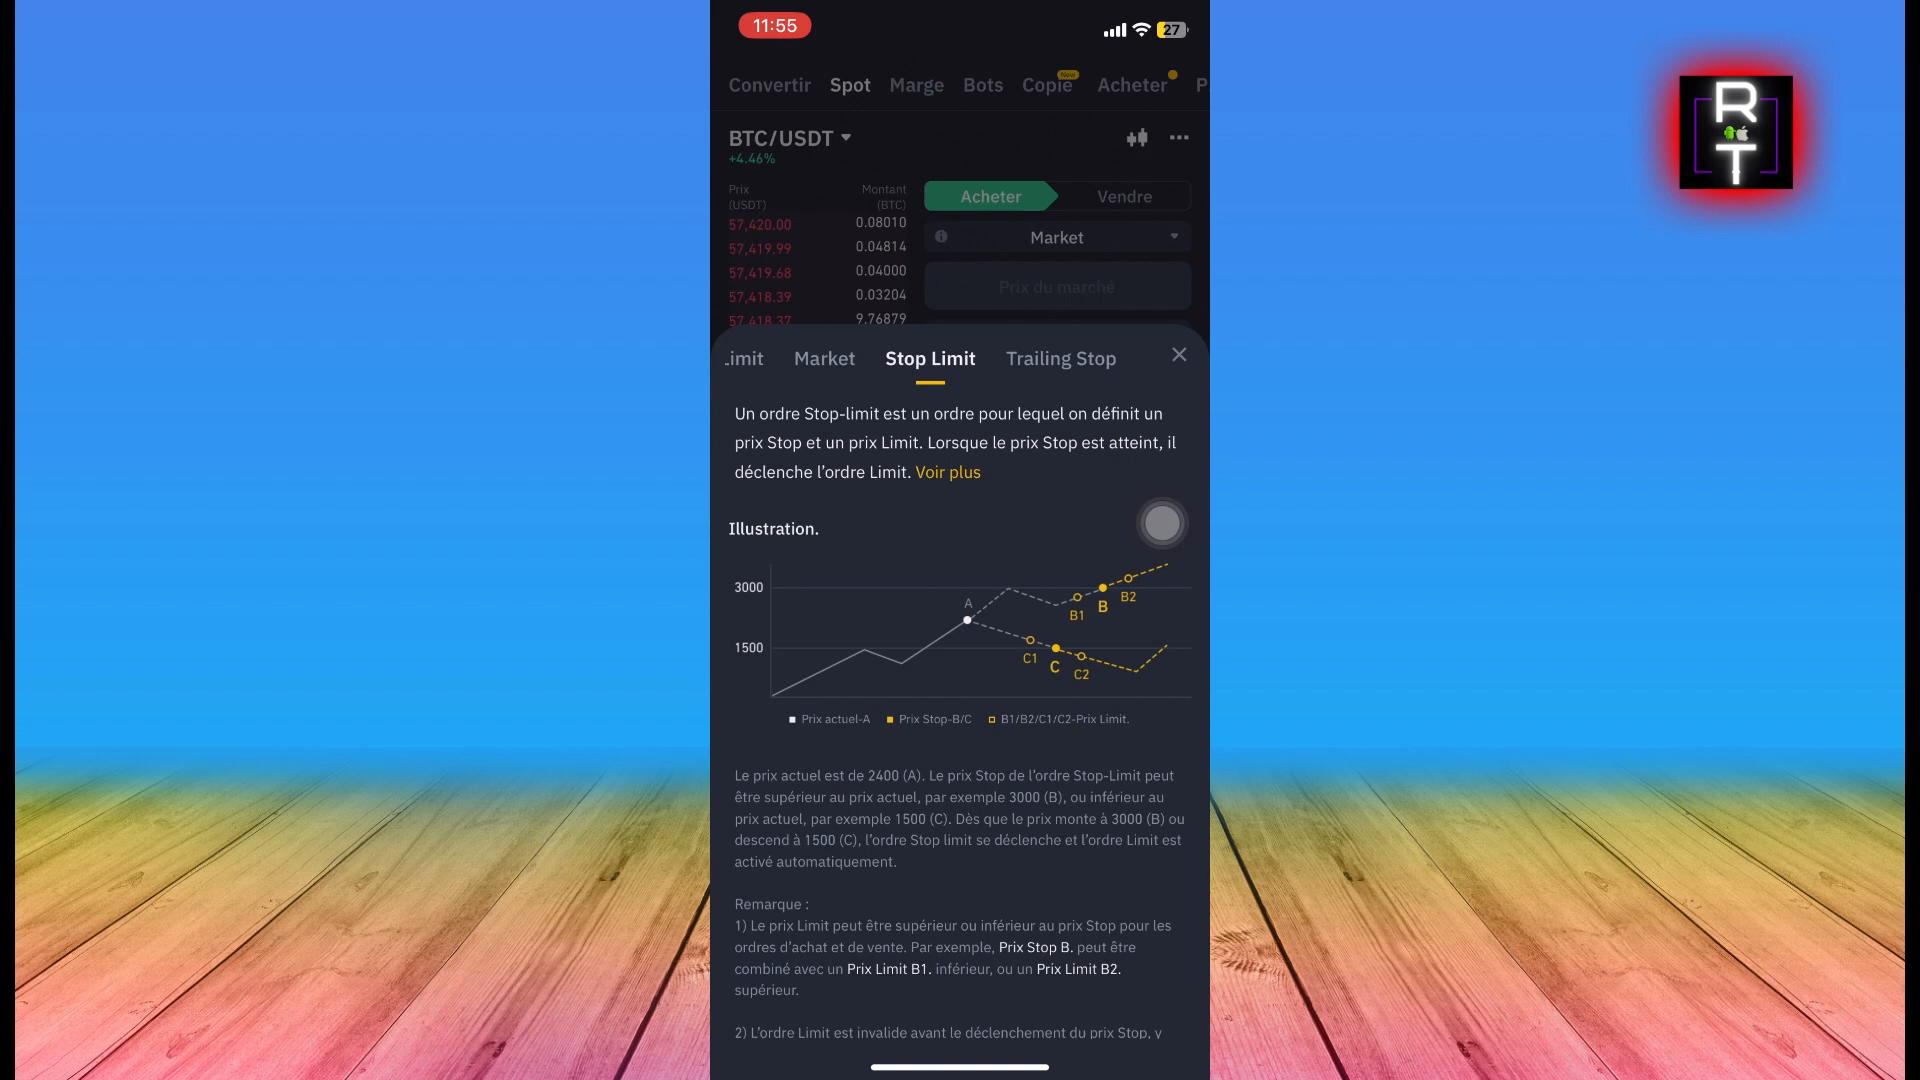 11:55
27
Convertir Spot Marge Bots Copie New Acheter P
BTC/USDT
+4.46%
Prix Montant
(USDT) (BTC)
Acheter Vendre
57,420.00 0.08010
57,419.99 0.04814
Market
57,419.68 0.04000
Prix du marché
57,418.39 0.03204
57,418.37 9.76879
Limit Market Stop Limit Trailing Stop
Un ordre Stop-limit est un ordre pour lequel on définit un
prix Stop et un prix Limit. Lorsque le prix Stop est atteint, il
déclenche l’ordre Limit. Voir plus
Illustration.
3000
A
B1 B B2
1500
C1 C C2
Prix actuel-A Prix Stop-B/C B1/B2/C1/C2-Prix Limit.
Le prix actuel est de 2400 (A). Le prix Stop de l’ordre Stop-Limit peut
être supérieur au prix actuel, par exemple 3000 (B), ou inférieur au
prix actuel, par exemple 1500 (C). Dès que le prix monte à 3000 (B) ou
descend à 1500 (C), l’ordre Stop limit se déclenche et l’ordre Limit est
activé automatiquement.
Remarque :
1) Le prix Limit peut être supérieur ou inférieur au prix Stop pour les
ordres d’achat et de vente. Par exemple, Prix Stop B. peut être
combiné avec un Prix Limit B1. inférieur, ou un Prix Limit B2.
supérieur.
2) L’ordre Limit est invalide avant le déclenchement du prix Stop, y
R
T